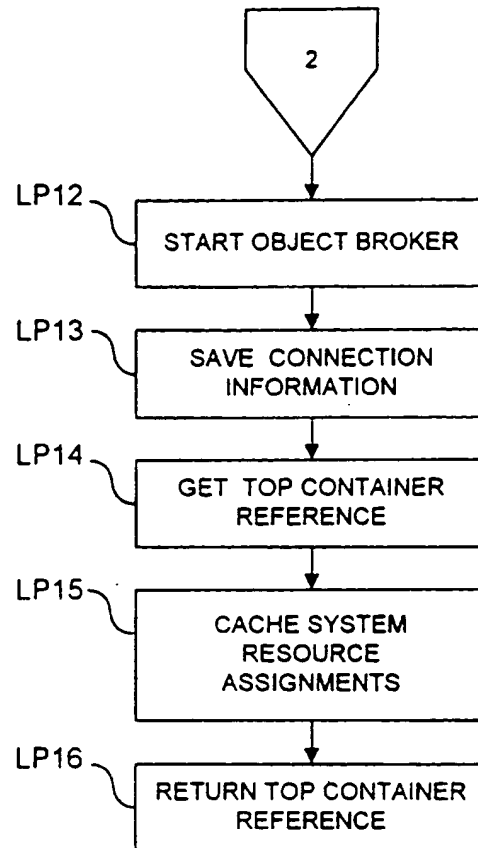 2
LP12
START OBJECT BROKER
LP13
SAVE CONNECTION
INFORMATION
LP14
GET TOP CONTAINER
REFERENCE
LP15
CACHE SYSTEM
RESOURCE
ASSIGNMENTS
LP16
RETURN TOP CONTAINER
REFERENCE